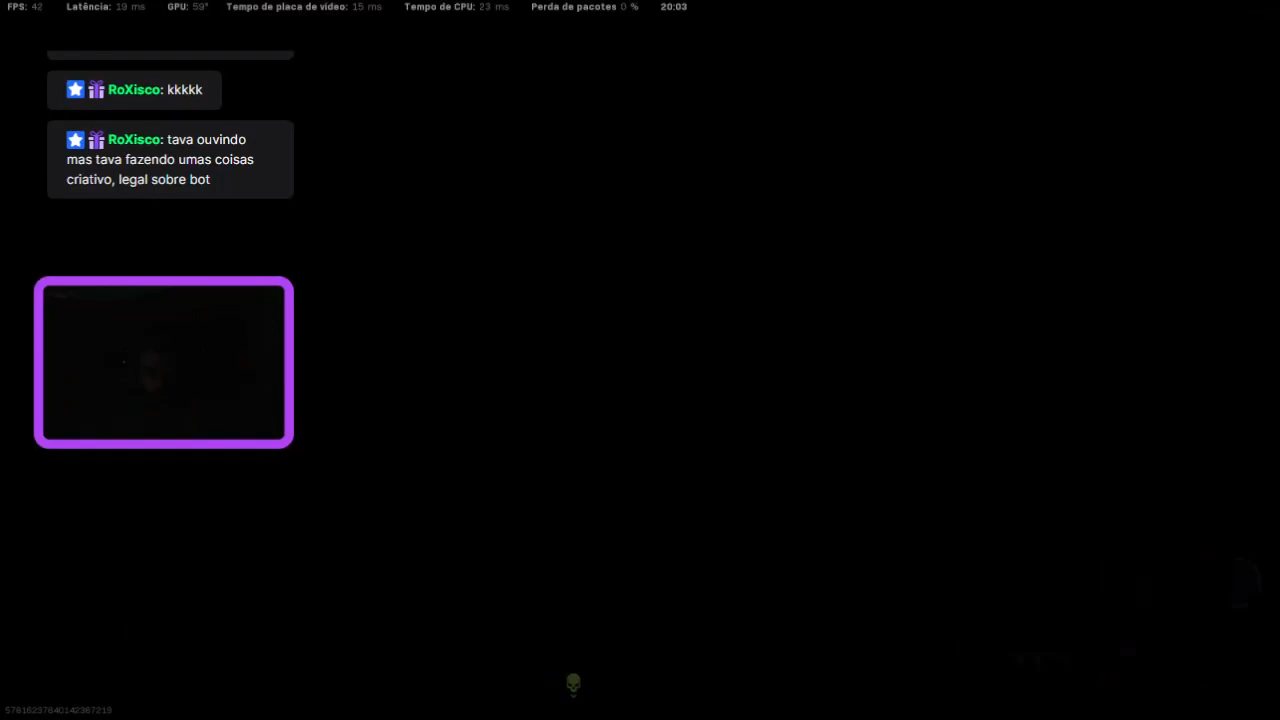 FPS: 42 Latência: 19 ms GPU: 59° Tempo de placa de vídeo: 15 ms Tempo de CPU: 23 ms Perda de pacotes 0 % 20:03
RoXisco: kkkkk
RoXisco: tava ouvindo
mas tava fazendo umas coisas
criativo, legal sobre bot